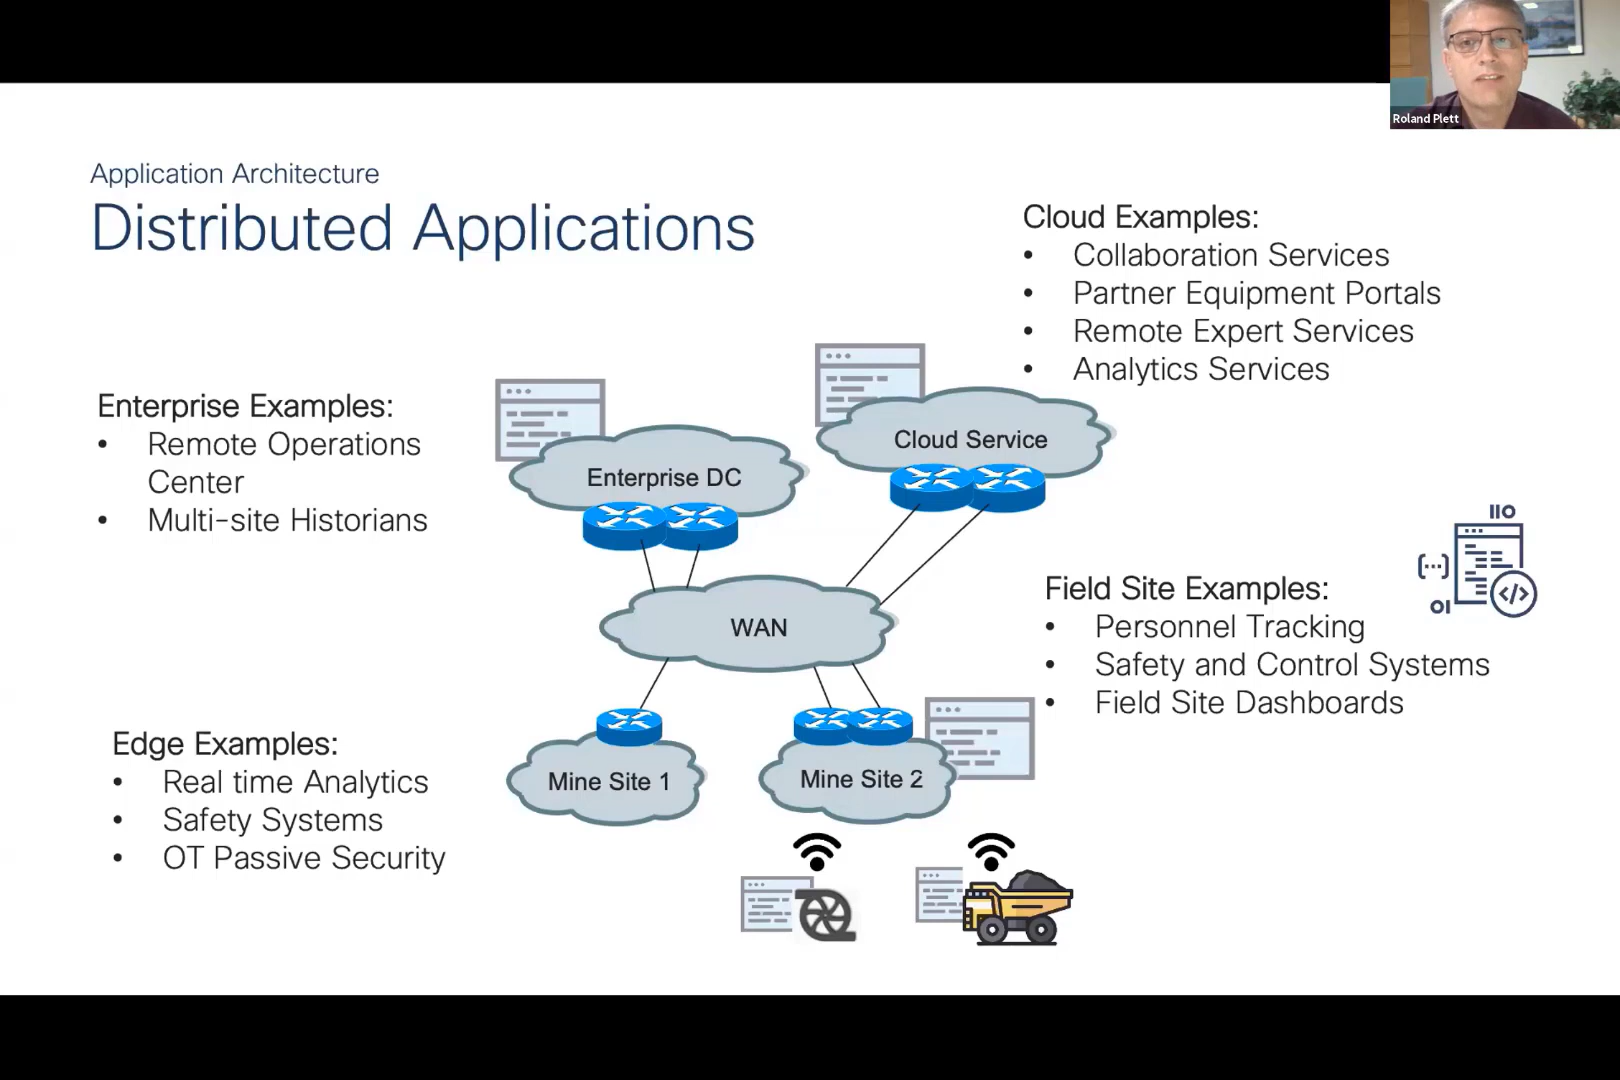 Roland Plett
Application Architecture
Distributed Applications
Cloud Examples:
• Collaboration Services
• Partner Equipment Portals
• Remote Expert Services
• Analytics Services
Enterprise Examples:
• Remote Operations
Center
• Multi-site Historians
Cloud Service
Enterprise DC
WAN
IIO
{...}
OI
</>
Field Site Examples:
• Personnel Tracking
• Safety and Control Systems
• Field Site Dashboards
Edge Examples:
• Real time Analytics
• Safety Systems
• OT Passive Security
Mine Site 1
Mine Site 2